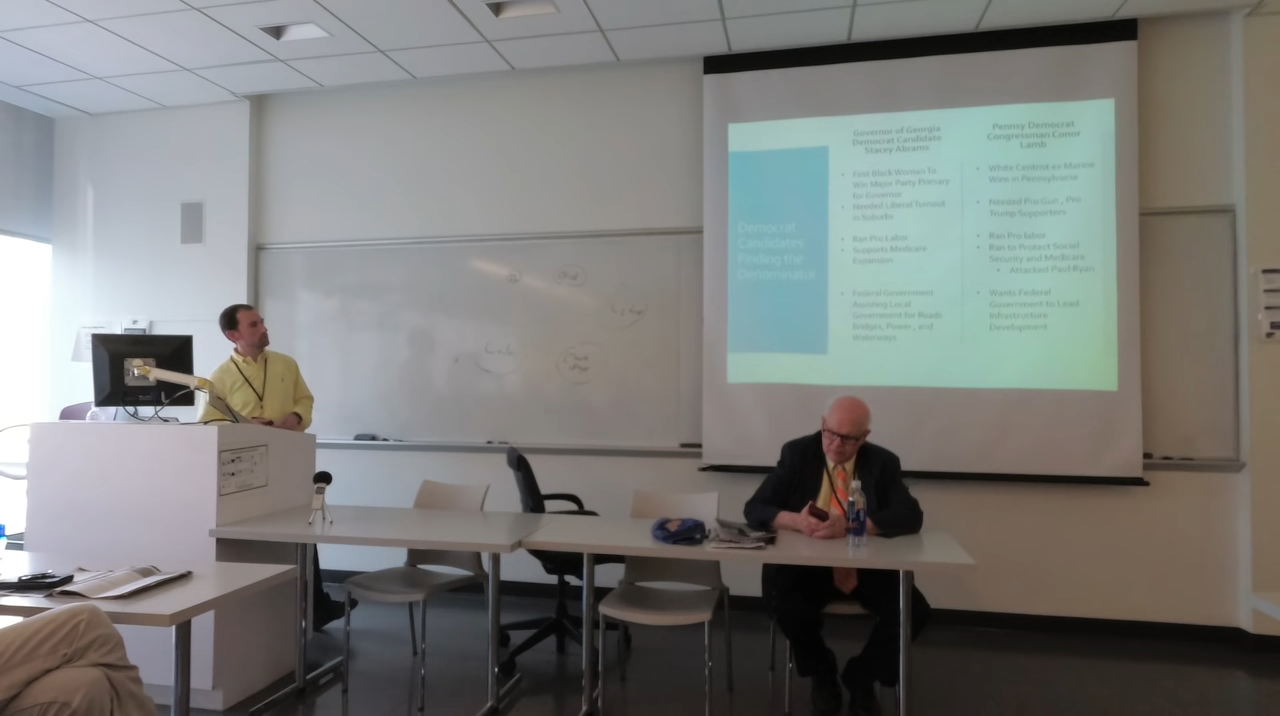 Democrat
Candidates
Finding the
Denominator
Governor of Georgia
Democrat Candidate
Stacey Abrams
• First Black Women To
Win Major Party Primary
for Governor
• Needed Liberal Turnout
in Suburbs
• Ran Pro Labor
• Supports Medicare
Expansion
• Federal Government
Assisting Local
Government for Roads
Bridges, Power, and
Waterways
Pennsy Democrat
Congressman Conor
Lamb
• White Centrist ex Marine
Wins in Pennsylvania
• Needed Pro Gun, Pro
Trump Supporters
• Ran Pro labor
• Ran to Protect Social
Security and Medicare
• Attacked Paul Ryan
• Wants Federal
Government to Lead
Infrastructure
Development